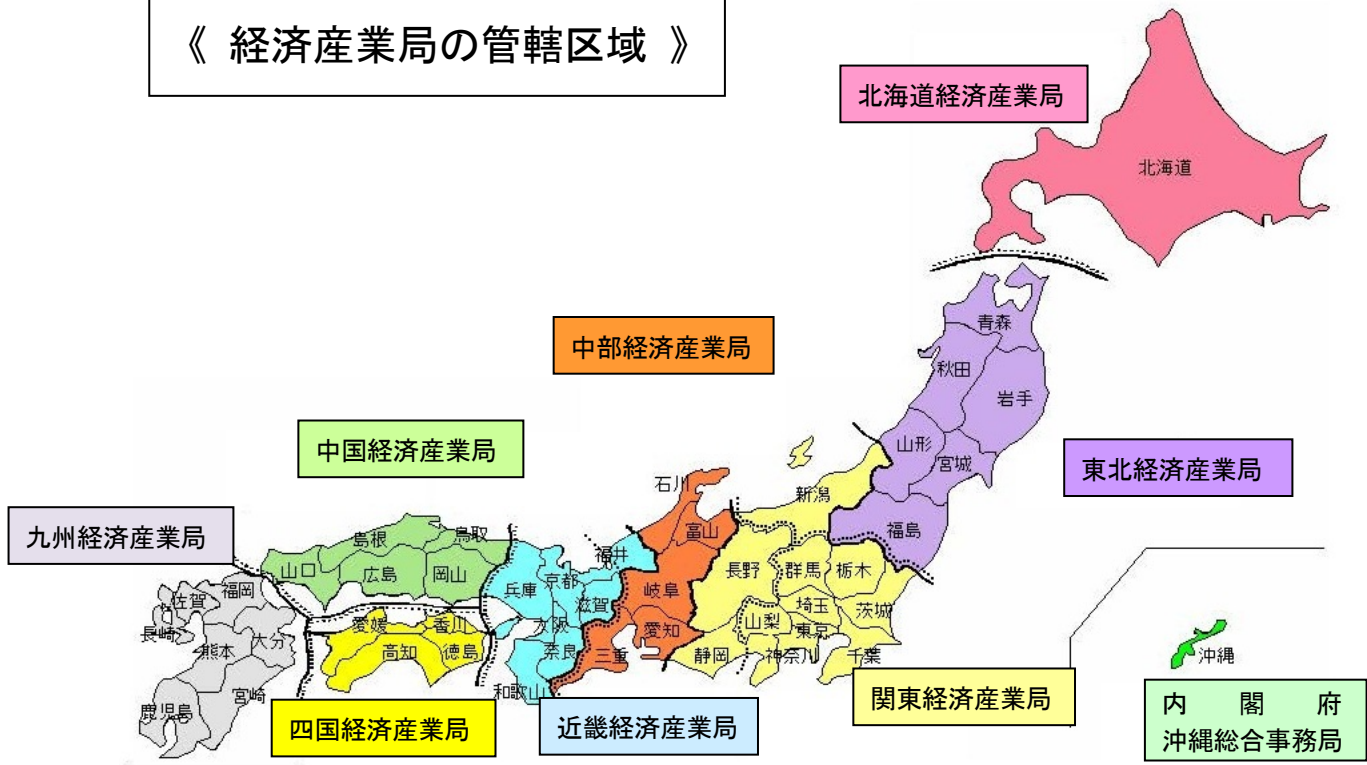 《 経済産業局の管轄区域 》
北海道経済産業局
北海道
青森
中部経済産業局
秋田
岩手
中国経済産業局
山形
宮城
東北経済産業局
石川
新潟
富山
福島
九州経済産業局
島根
鳥取
福井
山口
広島
岡山
兵庫
京都
滋賀
岐阜
長野
群馬
栃木
福岡
佐賀
長崎
大分
熊本
宮崎
鹿児島
愛媛
香川
高知
徳島
大阪
奈良
和歌山
三重
愛知
静岡
山梨
埼玉
東京
神奈川
茨城
千葉
沖縄
四国経済産業局
近畿経済産業局
関東経済産業局
内 閣 府
沖縄総合事務局